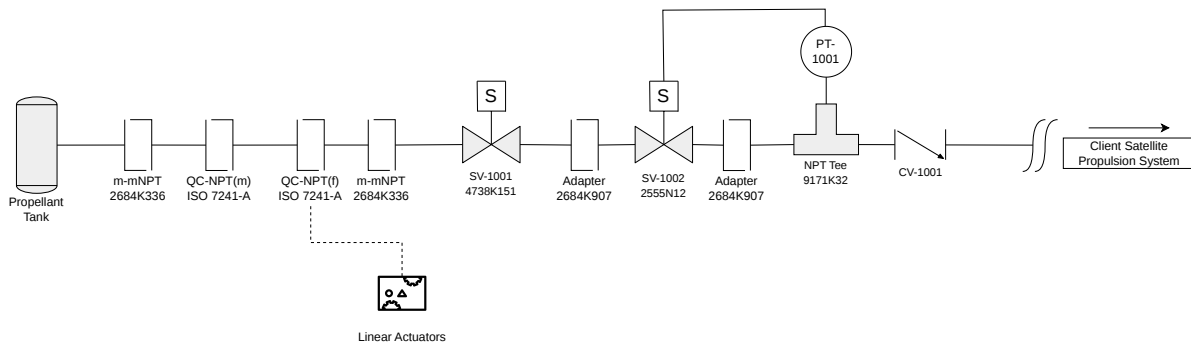 PT-
1001
S
S
Propellant
Tank
m-mNPT
2684K336
QC-NPT(m)
ISO 7241-A
QC-NPT(f)
ISO 7241-A
m-mNPT
2684K336
SV-1001
4738K151
Adapter
2684K907
SV-1002
2555N12
Adapter
2684K907
NPT Tee
9171K32
CV-1001
Client Satellite
Propulsion System
Linear Actuators